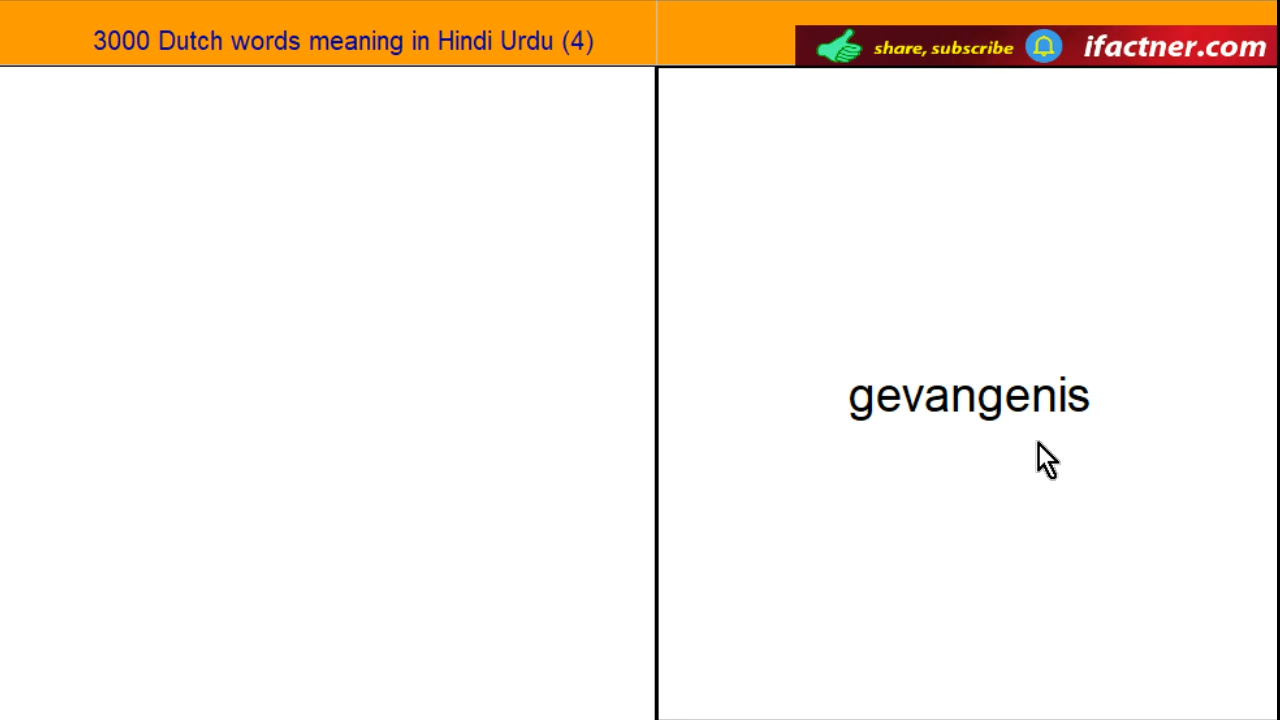 3000 Dutch words meaning in Hindi Urdu (4)
share, subscribe
ifactner.com
gevangenis